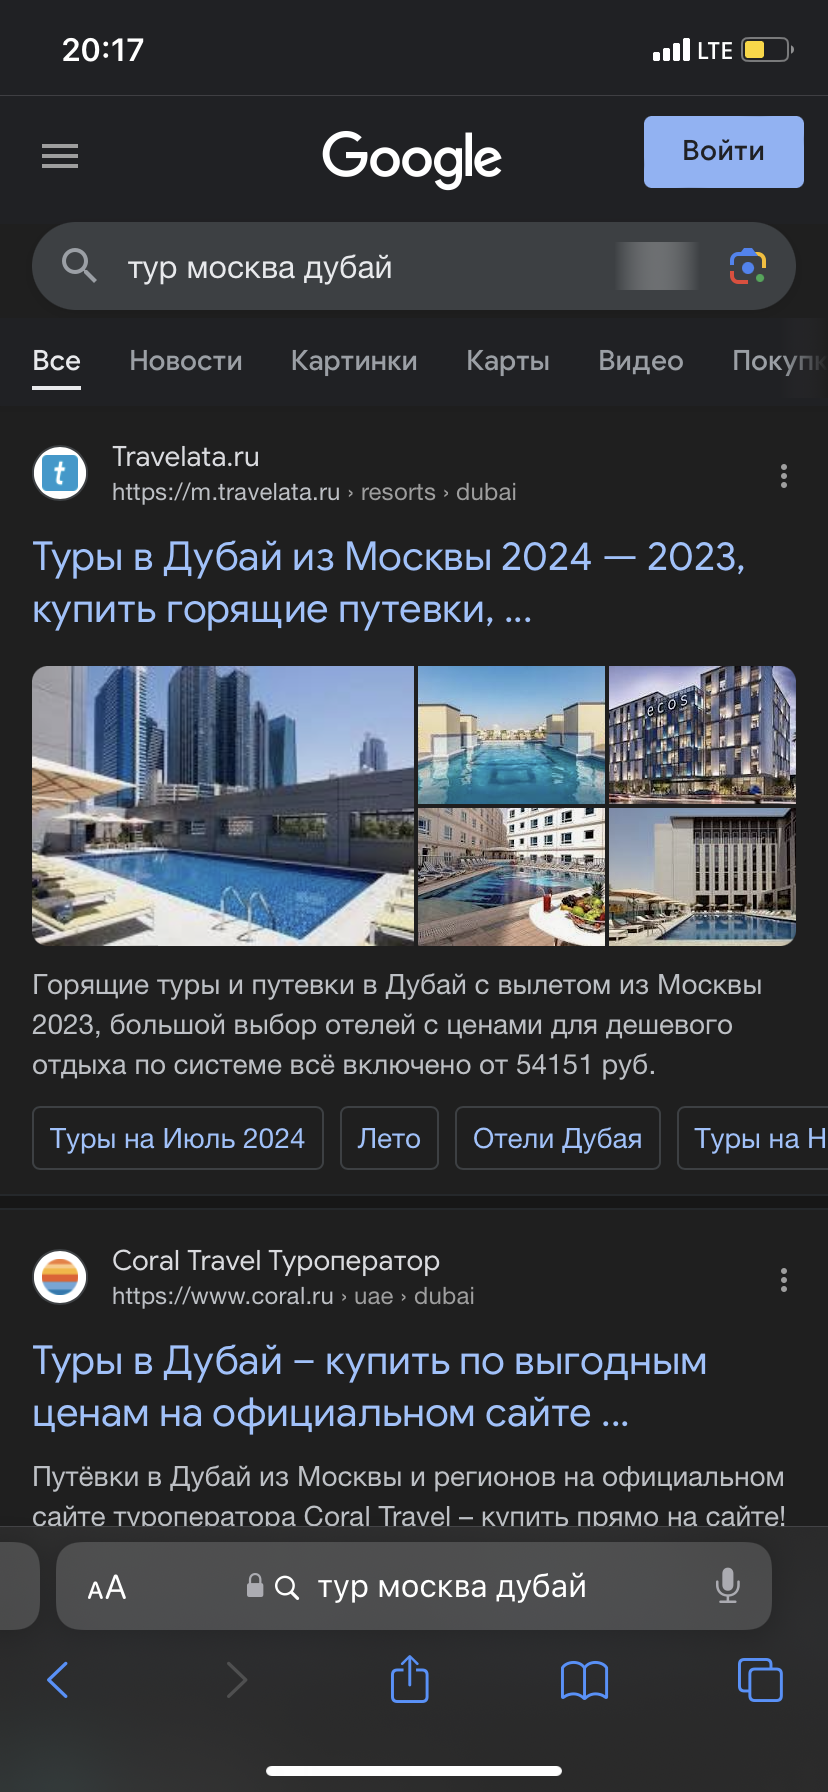 20:17
LTE
Google
Войти
тур москва дубай
Все Новости Картинки Карты Видео Покупк
t
Travelata.ru
https://m.travelata.ru › resorts › dubai
Туры в Дубай из Москвы 2024 — 2023,
купить горящие путевки, ...
ecos
Горящие туры и путевки в Дубай с вылетом из Москвы
2023, большой выбор отелей с ценами для дешевого
отдыха по системе всё включено от 54151 руб.
Туры на Июль 2024 Лето Отели Дубая Туры на Н
Coral Travel Туроператор
https://www.coral.ru › uae › dubai
Туры в Дубай – купить по выгодным
ценам на официальном сайте ...
Путёвки в Дубай из Москвы и регионов на официальном
сайте туроператора Coral Travel – купить прямо на сайте!
AA тур москва дубай